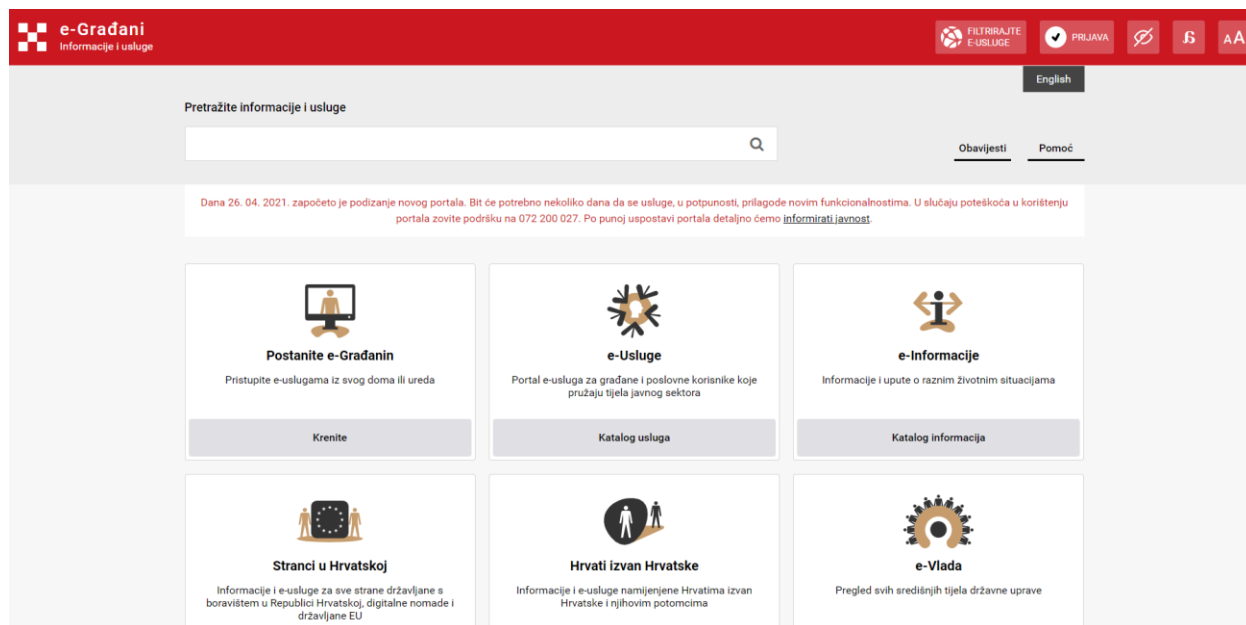 e-Građani
Informacije i usluge
FILTRIRAJTE
E-USLUGE
PRIJAVA
AA
English
Pretražite informacije i usluge
Obavijesti
Pomoć
Dana 26. 04. 2021. započeto je podizanje novog portala. Bit će potrebno nekoliko dana da se usluge, u potpunosti, prilagode novim funkcionalnostima. U slučaju poteškoća u korištenju
portala zovite podršku na 072 200 027. Po punoj uspostavi portala detaljno ćemo informirati javnost.
Postanite e-Građanin
Pristupite e-uslugama iz svog doma ili ureda
Krenite
e-Usluge
Portal e-usluga za građane i poslovne korisnike koje
pružaju tijela javnog sektora
Katalog usluga
e-Informacije
Informacije i upute o raznim životnim situacijama
Katalog informacija
Stranci u Hrvatskoj
Informacije i e-usluge za sve strane državljane s
boravištem u Republici Hrvatskoj, digitalne nomade i
državljane EU
Hrvati izvan Hrvatske
Informacije i e-usluge namijenjene Hrvatima izvan
Hrvatske i njihovim potomcima
e-Vlada
Pregled svih središnjih tijela državne uprave